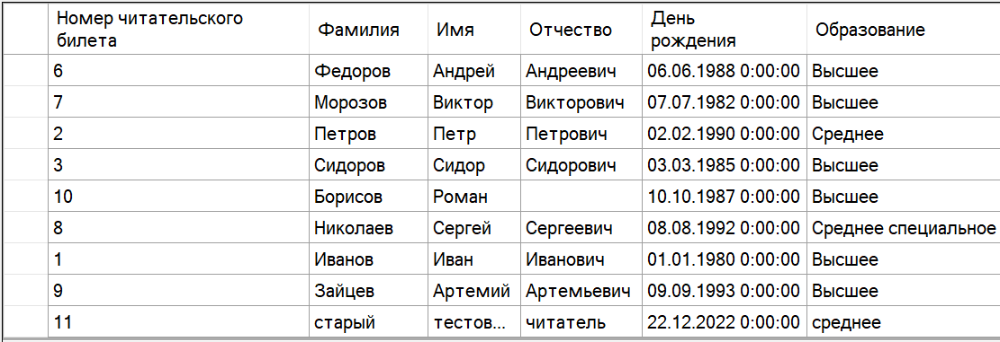 Номер читательского билета Фамилия Имя Отчество День рождения Образование
6 Федоров Андрей Андреевич 06.06.1988 0:00:00 Высшее
7 Морозов Виктор Викторович 07.07.1982 0:00:00 Высшее
2 Петров Петр Петрович 02.02.1990 0:00:00 Среднее
3 Сидоров Сидор Сидорович 03.03.1985 0:00:00 Высшее
10 Борисов Роман 10.10.1987 0:00:00 Высшее
8 Николаев Сергей Сергеевич 08.08.1992 0:00:00 Среднее специальное
1 Иванов Иван Иванович 01.01.1980 0:00:00 Высшее
9 Зайцев Артемий Артемьевич 09.09.1993 0:00:00 Высшее
11 старый тестов... читатель 22.12.2022 0:00:00 среднее